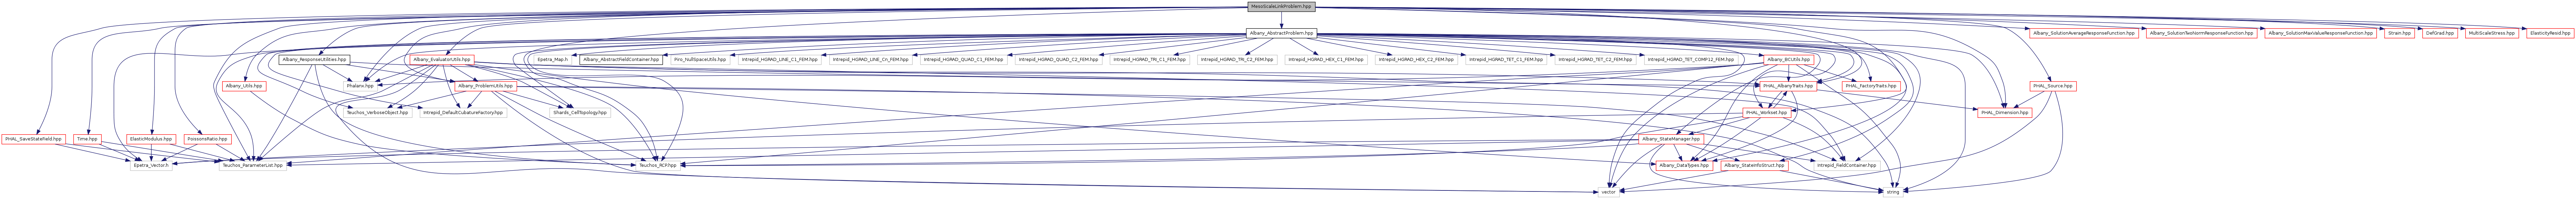 MesoScaleLinkProblem.hpp
Albany_AbstractProblem.hpp
Albany_SolutionAverageResponseFunction.hpp
Albany_SolutionTwoNormResponseFunction.hpp
Albany_SolutionMaxValueResponseFunction.hpp
Strain.hpp
DefGrad.hpp
MultiScaleStress.hpp
ElasticityResid.hpp
Albany_ResponseUtilities.hpp
Albany_EvaluatorUtils.hpp
Epetra_Map.h
Albany_AbstractFieldContainer.hpp
Piro_NullSpaceUtils.hpp
Intrepid_HGRAD_LINE_C1_FEM.hpp
Intrepid_HGRAD_LINE_Cn_FEM.hpp
Intrepid_HGRAD_QUAD_C1_FEM.hpp
Intrepid_HGRAD_QUAD_C2_FEM.hpp
Intrepid_HGRAD_TRI_C1_FEM.hpp
Intrepid_HGRAD_TRI_C2_FEM.hpp
Intrepid_HGRAD_HEX_C1_FEM.hpp
Intrepid_HGRAD_HEX_C2_FEM.hpp
Intrepid_HGRAD_TET_C1_FEM.hpp
Intrepid_HGRAD_TET_C2_FEM.hpp
Intrepid_HGRAD_TET_COMP12_FEM.hpp
Albany_BCUtils.hpp
Albany_Utils.hpp
Phalanx.hpp
Albany_ProblemUtils.hpp
PHAL_AlbanyTraits.hpp
PHAL_FactoryTraits.hpp
PHAL_Source.hpp
Teuchos_VerboseObject.hpp
Intrepid_DefaultCubatureFactory.hpp
Shards_CellTopology.hpp
PHAL_Workset.hpp
PHAL_Dimension.hpp
PHAL_SaveStateField.hpp
Time.hpp
ElasticModulus.hpp
PoissonsRatio.hpp
Albany_StateManager.hpp
Epetra_Vector.h
Teuchos_ParameterList.hpp
Teuchos_RCP.hpp
Albany_DataTypes.hpp
Albany_StateInfoStruct.hpp
Intrepid_FieldContainer.hpp
vector
string